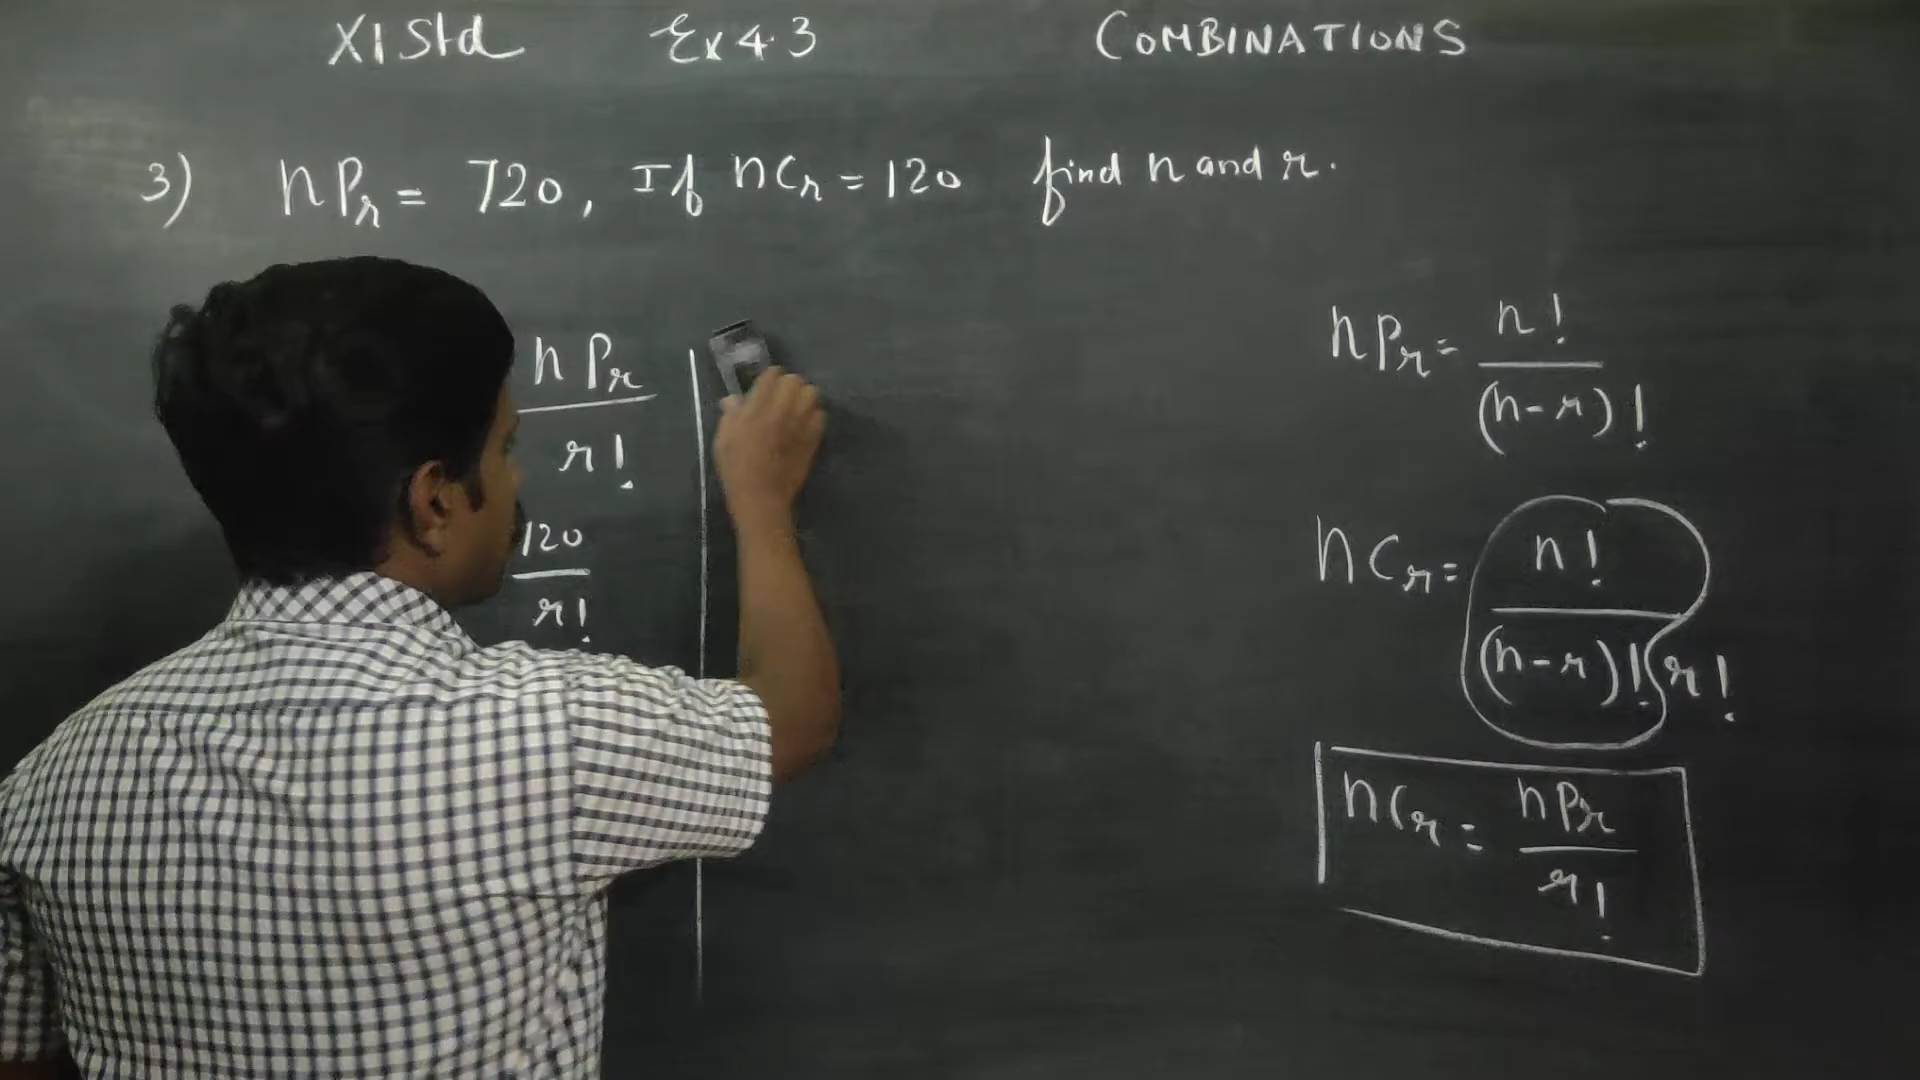 XI Std Ex 4.3 COMBINATIONS
3) nPr = 720, If nCr = 120 find n and r.
nPr
r!
120
r!
nPr = n!
(n-r)!
nCr = n!
(n-r)! r!
nCr = nPr
r!